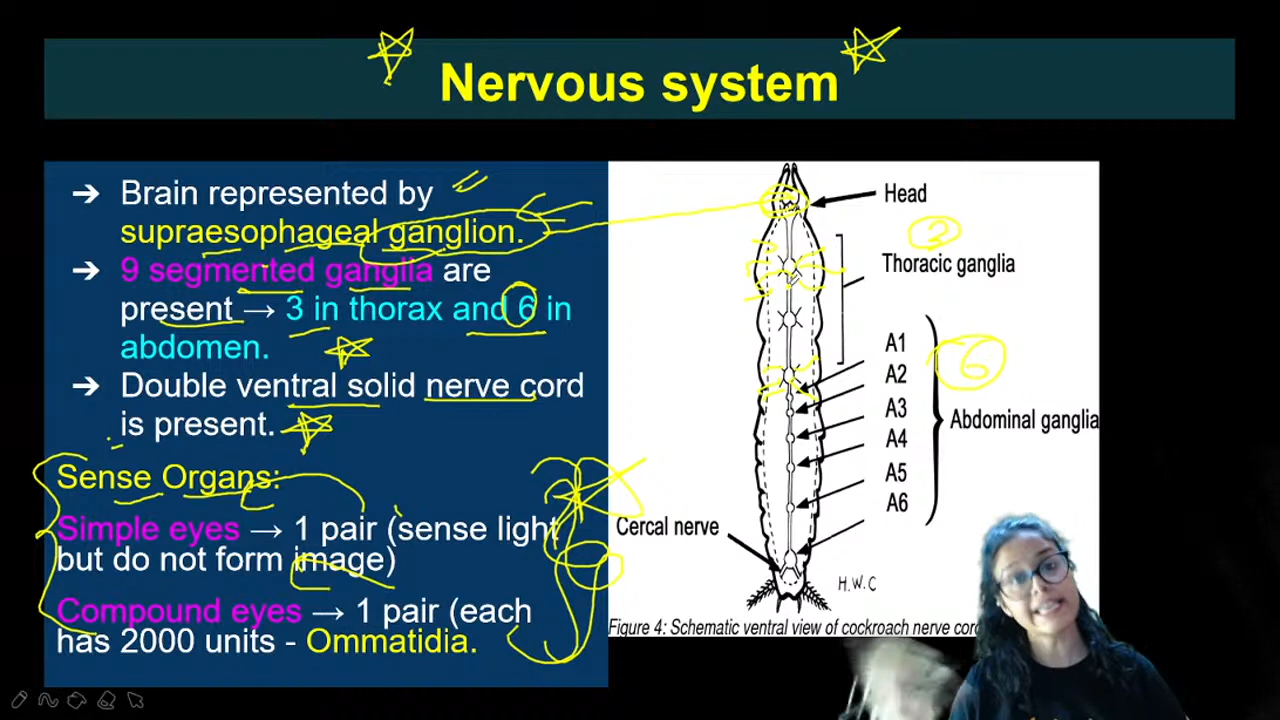 Nervous system
➔ Brain represented by
supraesophageal ganglion.
➔ 9 segmented ganglia are
present → 3 in thorax and 6 in
abdomen.
➔ Double ventral solid nerve cord
is present.
Sense Organs:
Simple eyes → 1 pair (sense light
but do not form image)
Compound eyes → 1 pair (each
has 2000 units - Ommatidia.
Head
3
Thoracic ganglia
A1
A2
A3
A4
A5
A6
6
Abdominal ganglia
Cercal nerve
H.W.C
Figure 4: Schematic ventral view of cockroach nerve cord